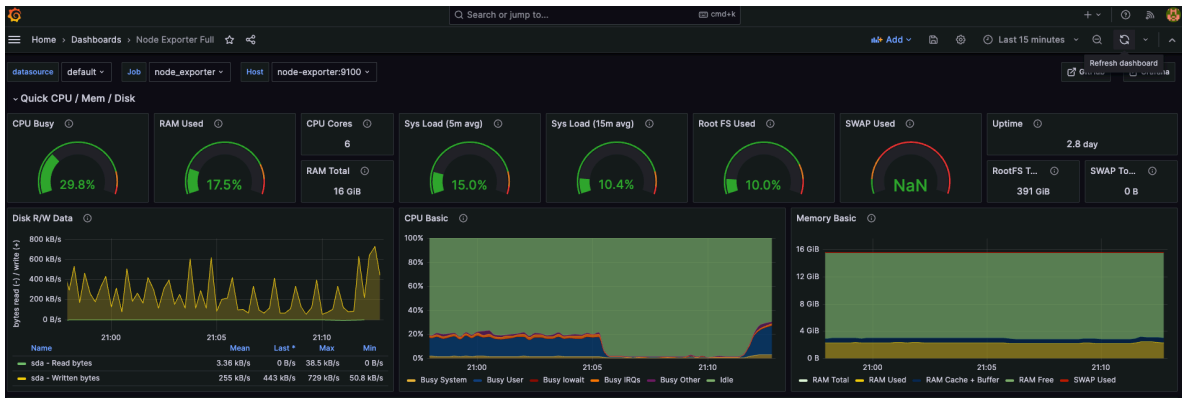 Search or jump to...
cmd+k
Home › Dashboards › Node Exporter Full
Add
Last 15 minutes
Refresh dashboard
datasource default Job node_exporter Host node-exporter:9100
Quick CPU / Mem / Disk
CPU Busy
29.8%
RAM Used
17.5%
CPU Cores
6
RAM Total
16 GiB
Sys Load (5m avg)
15.0%
Sys Load (15m avg)
10.4%
Root FS Used
10.0%
SWAP Used
NaN
Uptime
2.8 day
RootFS T...
391 GiB
SWAP To...
0 B
Disk R/W Data
bytes read (-) / write (+)
800 kB/s
600 kB/s
400 kB/s
200 kB/s
0 B/s
21:00 21:05 21:10
Name Mean Last * Max Min
sda - Read bytes 3.36 kB/s 0 B/s 38.5 kB/s 0 B/s
sda - Written bytes 255 kB/s 443 kB/s 729 kB/s 50.8 kB/s
CPU Basic
100%
80%
60%
40%
20%
0%
21:00 21:05 21:10
Busy System Busy User Busy Iowait Busy IRQs Busy Other Idle
Memory Basic
16 GiB
12 GiB
8 GiB
4 GiB
0 B
21:00 21:05 21:10
RAM Total RAM Used RAM Cache + Buffer RAM Free SWAP Used